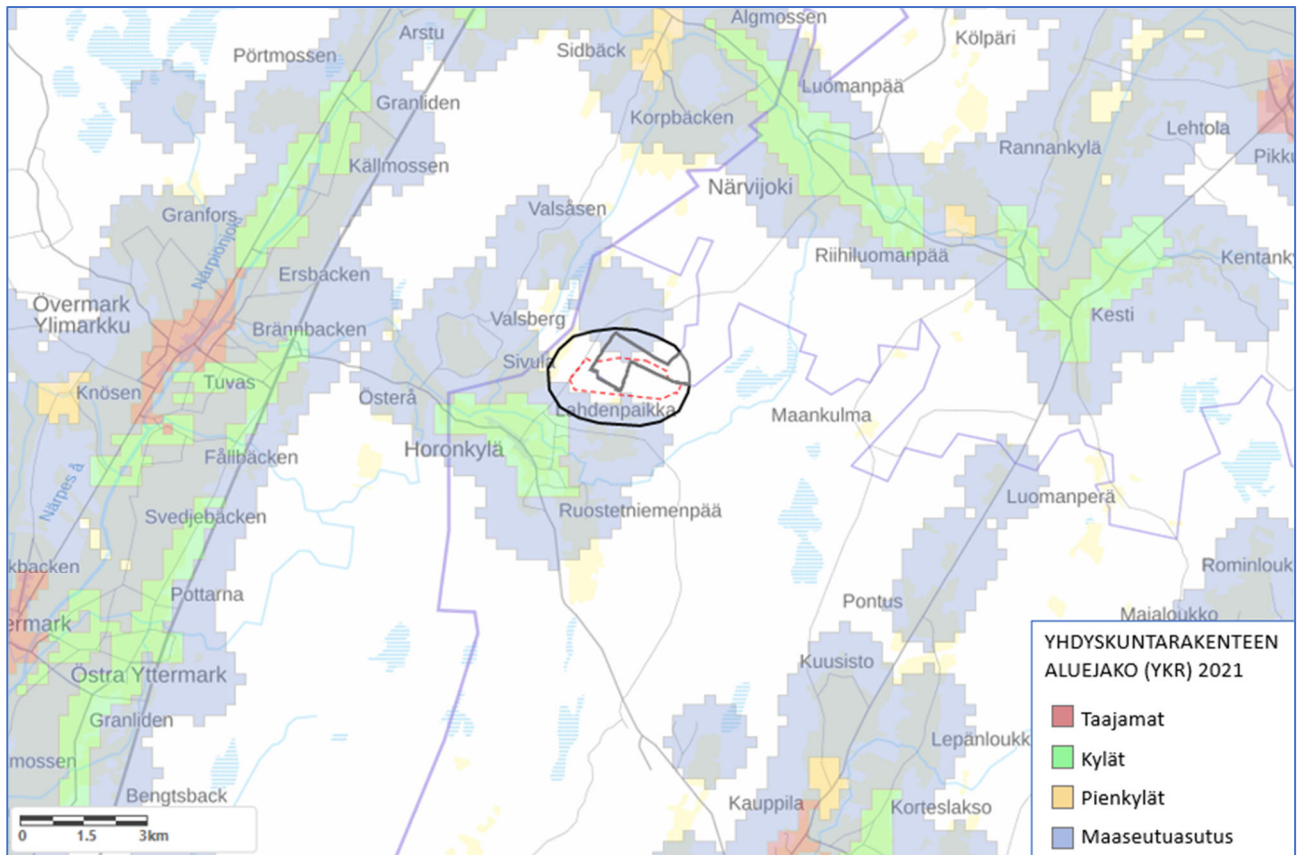 Arstu
Algmossen
Pörtmossen
Sidbäck
Kölpäri
Granliden
Luomanpää
Korpbäcken
Lehtola
Rannankylä
Källmossen
Pikku
Närvijoki
Granfors
Valsåsen
Närpiönjoki
Ersbacken
Riihiluomanpää
Kentanky
Övermark
Ylimarkku
Brännbacken
Valsberg
Kesti
Sivula
Knösen
Tuvas
Österå
Lahdenpaikka
Maankulma
Horonkylä
Fållbäcken
Närpes å
Luomanperä
Svedjebäcken
Ruostetniemenpää
kbacken
Rominlouk
Pottarna
Pontus
Majaloukko
ermark
YHDYSKUNTARAKENTEEN
ALUEJAKO (YKR) 2021
Östra Yttermark
Kuusisto
Granliden
Taajamat
Lepänloukk
mossen
Kylät
Bengtsback
Kauppila
Korteslakso
Pienkylät
0 1.5 3km
Maaseutuasutus